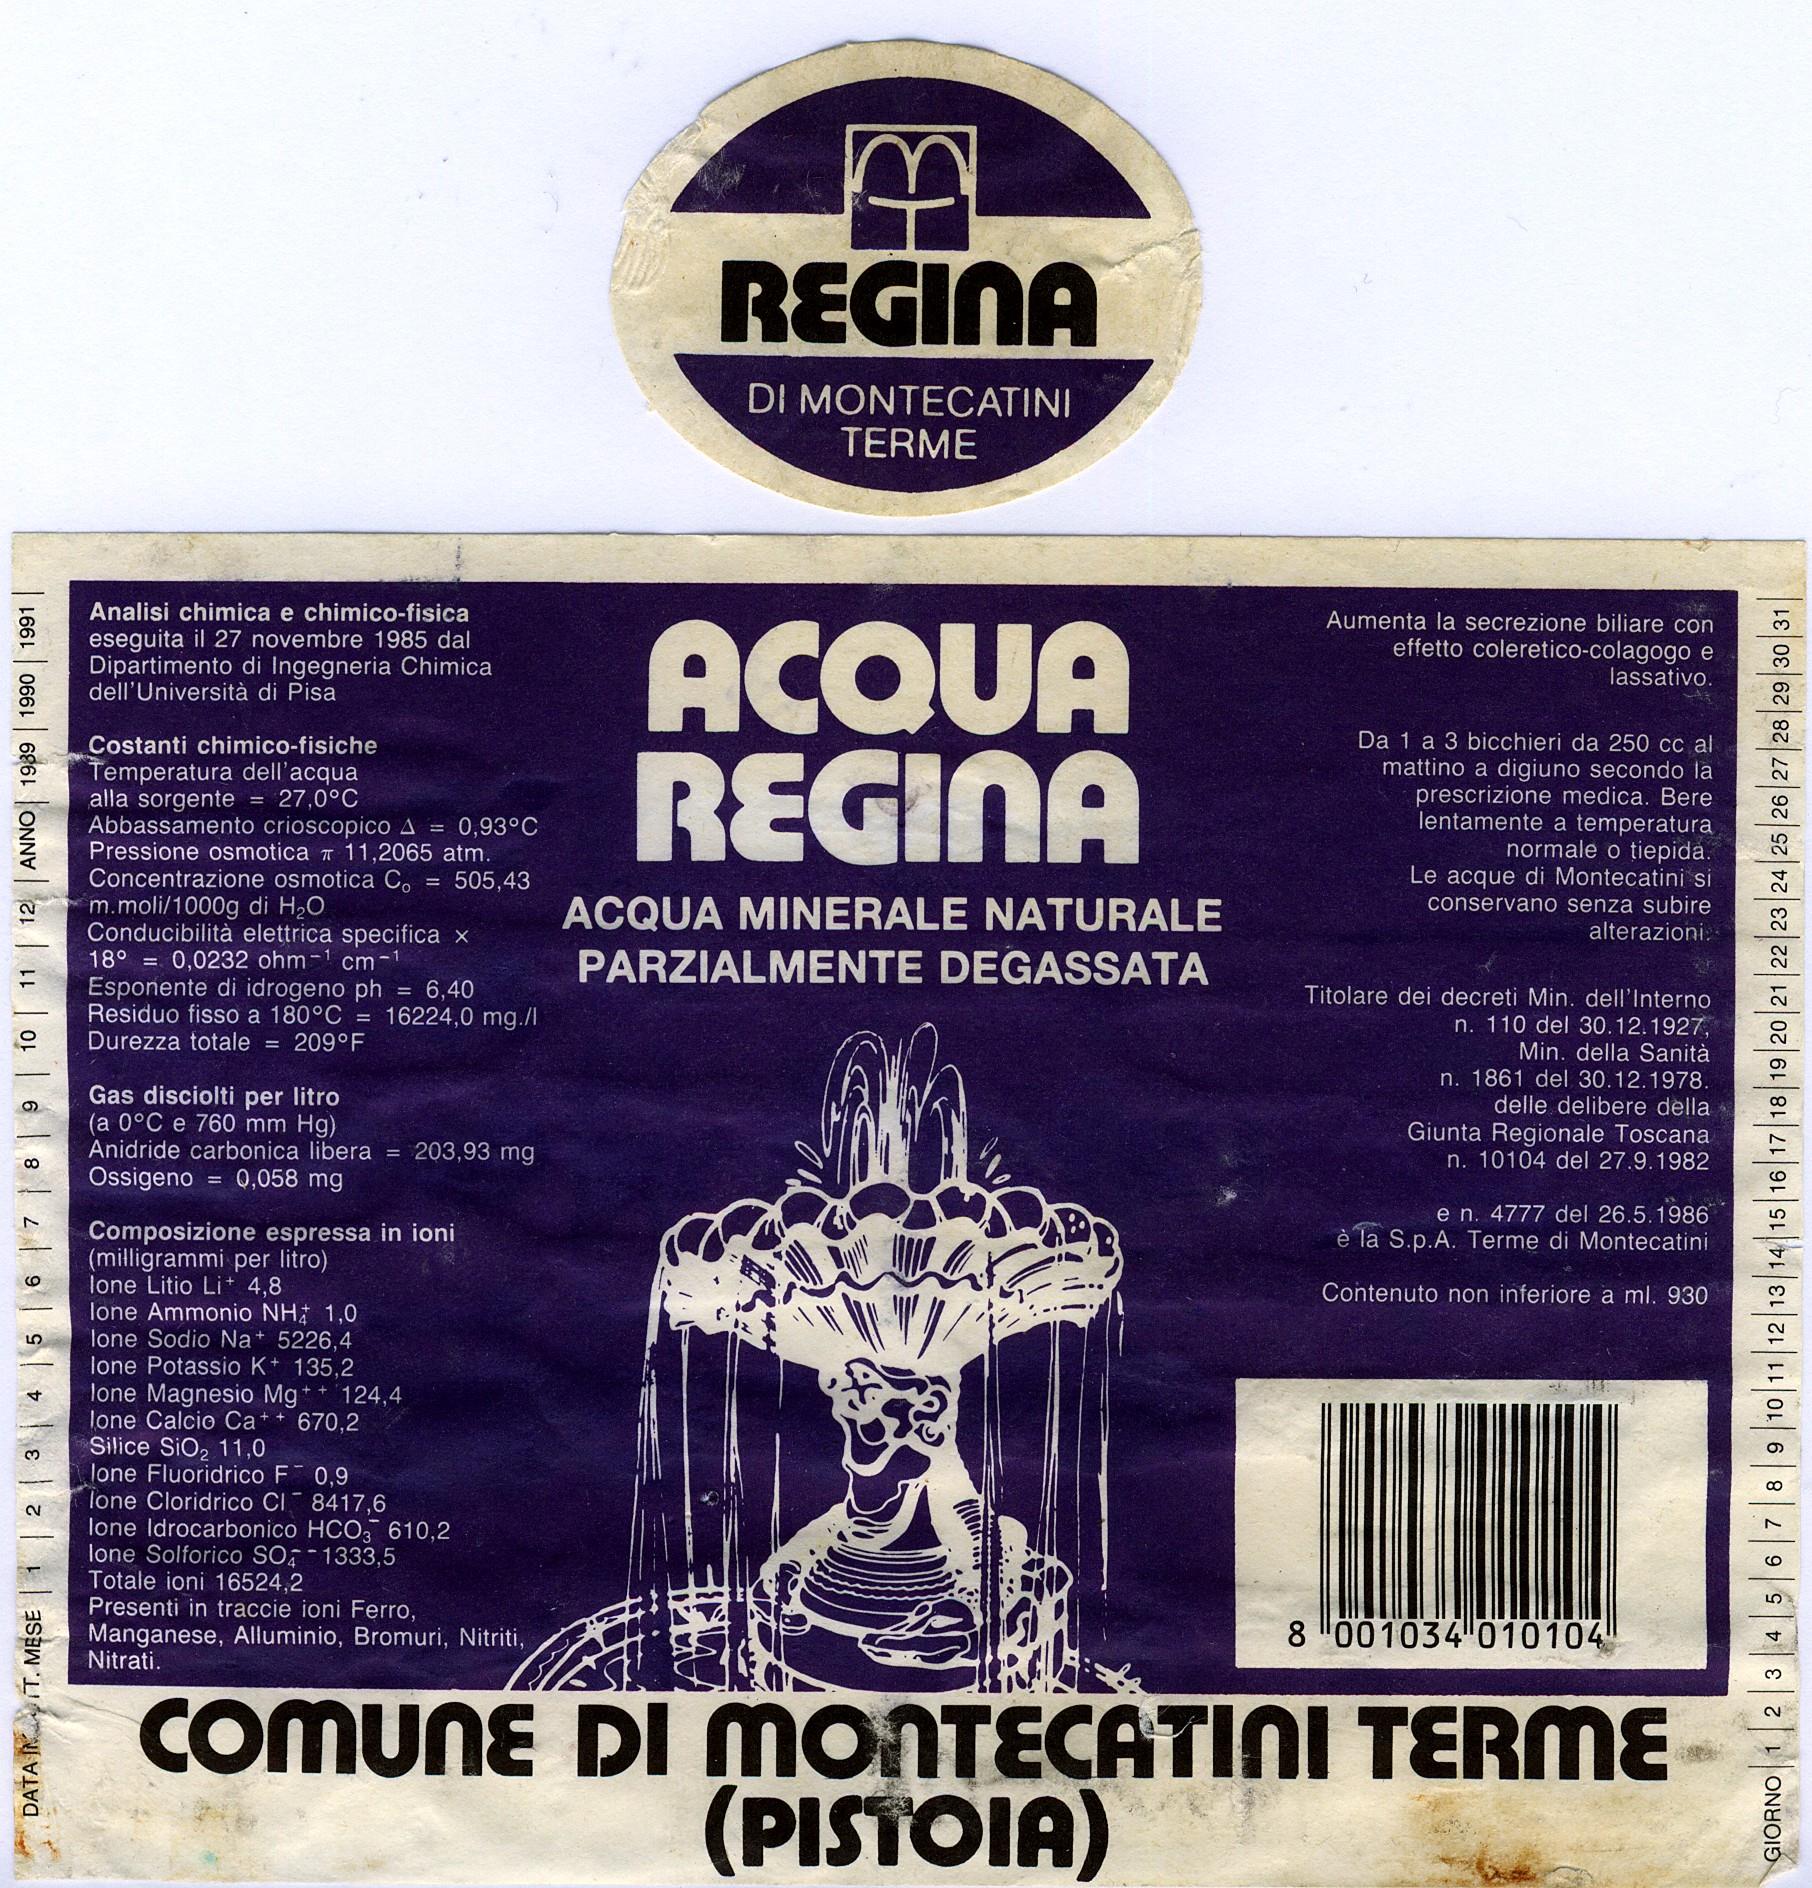 REGINA
DI MONTECATINI
TERME
Analisi chimica e chimico-fisica
eseguita il 27 novembre 1985 dal
Dipartimento di Ingegneria Chimica
dell'Università di Pisa
Costanti chimico-fisiche
Temperatura dell'acqua
alla sorgente = 27,0°C
Abbassamento crioscopico Δ = 0,93°C
Pressione osmotica π 11,2065 atm.
Concentrazione osmotica C₀ = 505,43
m.moli/1000g di H₂O
Conducibilità elettrica specifica ×
18° = 0,0232 ohm⁻¹ cm⁻¹
Esponente di idrogeno ph = 6,40
Residuo fisso a 180°C = 16224,0 mg./l
Durezza totale = 209°F
Gas disciolti per litro
(a 0°C e 760 mm Hg)
Anidride carbonica libera = 203,93 mg
Ossigeno = 0,058 mg
Composizione espressa in ioni
(milligrammi per litro)
Ione Litio Li⁺ 4,8
Ione Ammonio NH₄⁺ 1,0
Ione Sodio Na⁺ 5226,4
Ione Potassio K⁺ 135,2
Ione Magnesio Mg⁺⁺ 124,4
Ione Calcio Ca⁺⁺ 670,2
Silice SiO₂ 11,0
Ione Fluoridrico F⁻ 0,9
Ione Cloridrico Cl⁻ 8417,6
Ione Idrocarbonico HCO₃⁻ 610,2
Ione Solforico SO₄⁻⁻ 1333,5
Totale ioni 16524,2
Presenti in traccie ioni Ferro,
Manganese, Alluminio, Bromuri, Nitriti,
Nitrati.
ACQUA
REGINA
ACQUA MINERALE NATURALE
PARZIALMENTE DEGASSATA
Aumenta la secrezione biliare con
effetto coleretico-colagogo e
lassativo.
Da 1 a 3 bicchieri da 250 cc al
mattino a digiuno secondo la
prescrizione medica. Bere
lentamente a temperatura
normale o tiepida.
Le acque di Montecatini si
conservano senza subire
alterazioni.
Titolare dei decreti Min. dell'Interno
n. 110 del 30.12.1927,
Min. della Sanità
n. 1861 del 30.12.1978.
delle delibere della
Giunta Regionale Toscana
n. 10104 del 27.9.1982
e n. 4777 del 26.5.1986
è la S.p.A. Terme di Montecatini
Contenuto non inferiore a ml. 930
8 001034 010104
COMUNE DI MONTECATINI TERME
(PISTOIA)
DATA MESE | 1 | 2 | 3 | 4 | 5 | 6 | 7 | 8 | 9 | 10 | 11 | 12 | ANNO | 1989 | 1990 | 1991 |
GIORNO | 1 | 2 | 3 | 4 | 5 | 6 | 7 | 8 | 9 | 10 | 11 | 12 | 13 | 14 | 15 | 16 | 17 | 18 | 19 | 20 | 21 | 22 | 23 | 24 | 25 | 26 | 27 | 28 | 29 | 30 | 31 |